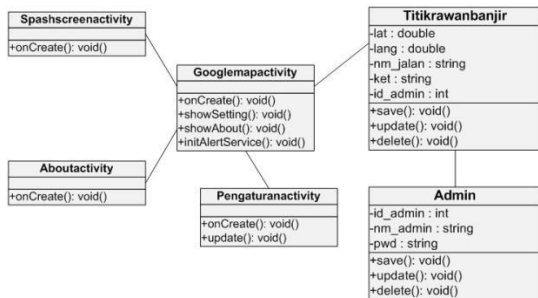 Spashscreenactivity
+onCreate(): void()
Googlemapactivity
+onCreate(): void()
+showSetting(): void()
+showAbout(): void()
+initAlertService(): void()
Aboutactivity
+onCreate(): void()
Pengaturanactivity
+onCreate(): void()
+update(): void()
Titikrawanbanjir
-lat : double
-lang : double
-nm_jalan : string
-ket : string
-id_admin : int
+save(): void()
+update(): void()
+delete(): void()
Admin
-id_admin : int
-nm_admin : string
-pwd : string
+save(): void()
+update(): void()
+delete(): void()